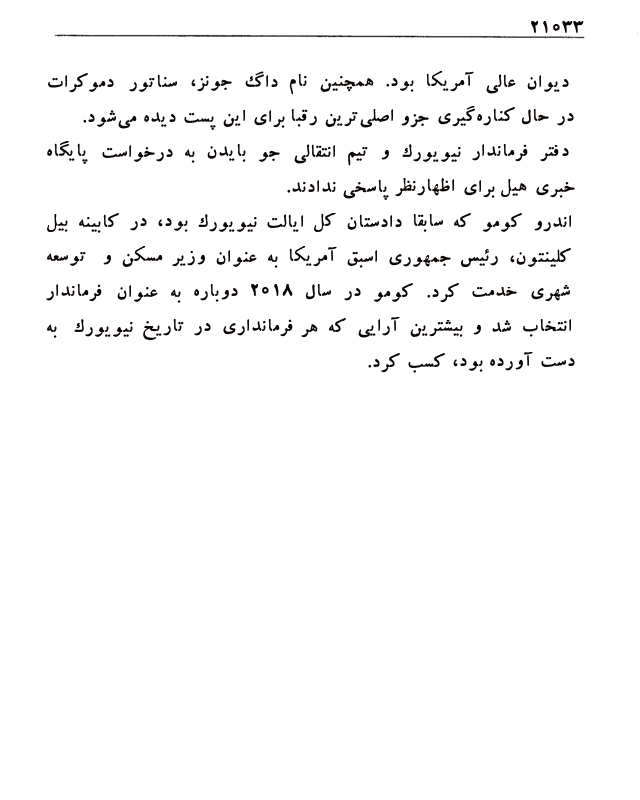 ۲۱۰۳۳
دیوان عالی آمریکا بود. همچنین نام داگ جونز، سناتور دموکرات
در حال کناره‌گیری جزو اصلی‌ترین رقبا برای این پست دیده می‌شود.
دفتر فرماندار نیویورک و تیم انتقالی جو بایدن به درخواست پایگاه
خبری هیل برای اظهارنظر پاسخی ندادند.
اندرو کومو که سابقا دادستان کل ایالت نیویورک بود، در کابینه بیل
کلینتون، رئیس جمهوری اسبق آمریکا به عنوان وزیر مسکن و توسعه
شهری خدمت کرد. کومو در سال ۲۰۱۸ دوباره به عنوان فرماندار
انتخاب شد و بیشترین آرایی که هر فرمانداری در تاریخ نیویورک به
دست آورده بود، کسب کرد.